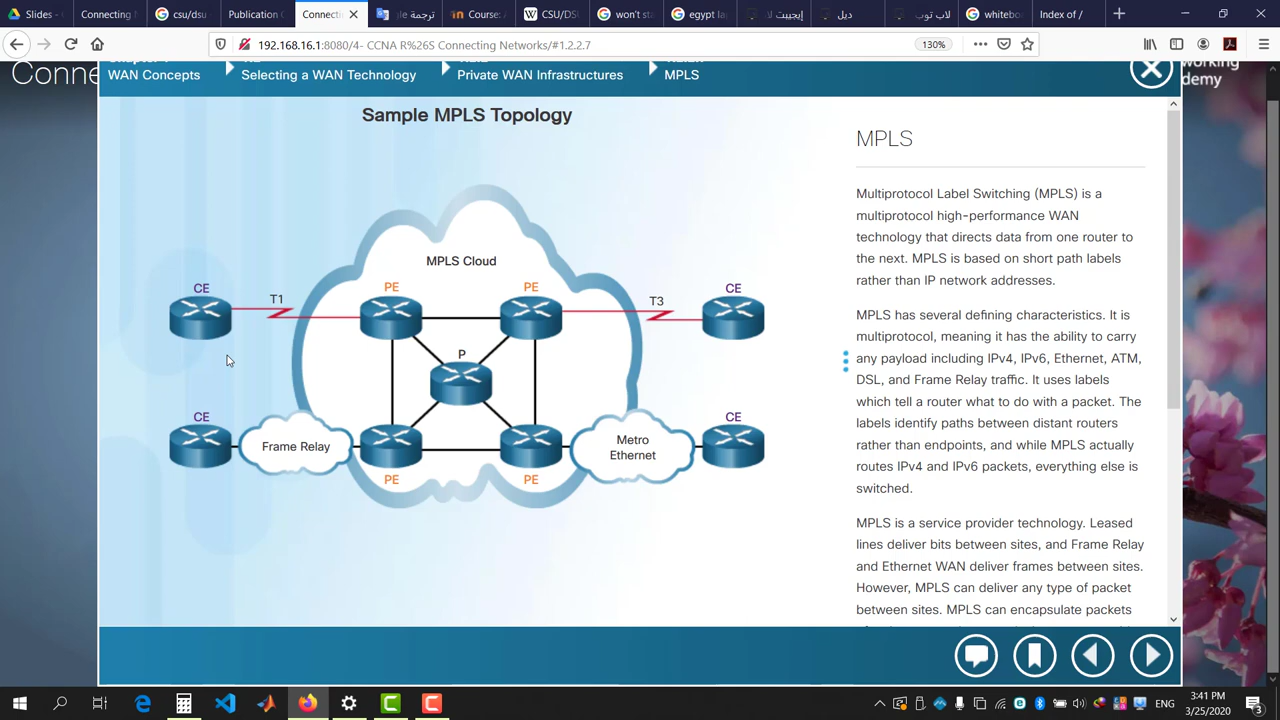 Slides -
Connecting N
csu/dsu
Publication
Connecti
ترجمة
gle
Course: A
CSU/DS
won't st
egypt la
إيجيبت لا
ديل
لاب توب
whiteboa
Index of /
192.168.16.1:8080/4- CCNA R%26S Connecting Networks/#1.2.2.7
130%
Conne
WAN Concepts
Selecting a WAN Technology
Private WAN Infrastructures
MPLS
working
demy
Sample MPLS Topology
MPLS Cloud
CE
T1
PE
PE
T3
CE
P
CE
Frame Relay
Metro
Ethernet
CE
PE
PE
MPLS
Multiprotocol Label Switching (MPLS) is a
multiprotocol high-performance WAN
technology that directs data from one router to
the next. MPLS is based on short path labels
rather than IP network addresses.
MPLS has several defining characteristics. It is
multiprotocol, meaning it has the ability to carry
any payload including IPv4, IPv6, Ethernet, ATM,
DSL, and Frame Relay traffic. It uses labels
which tell a router what to do with a packet. The
labels identify paths between distant routers
rather than endpoints, and while MPLS actually
routes IPv4 and IPv6 packets, everything else is
switched.
MPLS is a service provider technology. Leased
lines deliver bits between sites, and Frame Relay
and Ethernet WAN deliver frames between sites.
However, MPLS can deliver any type of packet
between sites. MPLS can encapsulate packets
ENG
3:41 PM
3/25/2020
3